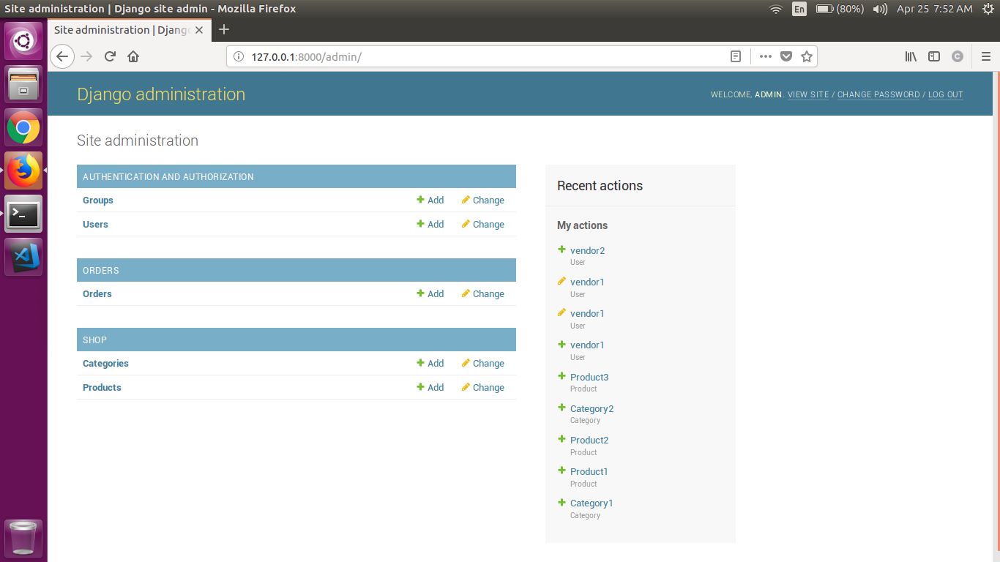 Site administration | Django site admin - Mozilla Firefox
En
(80%)
Apr 25 7:52 AM
Site administration | Djang
127.0.0.1:8000/admin/
C
Django administration
WELCOME, ADMIN. VIEW SITE / CHANGE PASSWORD / LOG OUT
Site administration
AUTHENTICATION AND AUTHORIZATION
Groups Add Change
Users Add Change
ORDERS
Orders Add Change
SHOP
Categories Add Change
Products Add Change
Recent actions
My actions
vendor2
User
vendor1
User
vendor1
User
vendor1
User
Product3
Product
Category2
Category
Product2
Product
Product1
Product
Category1
Category